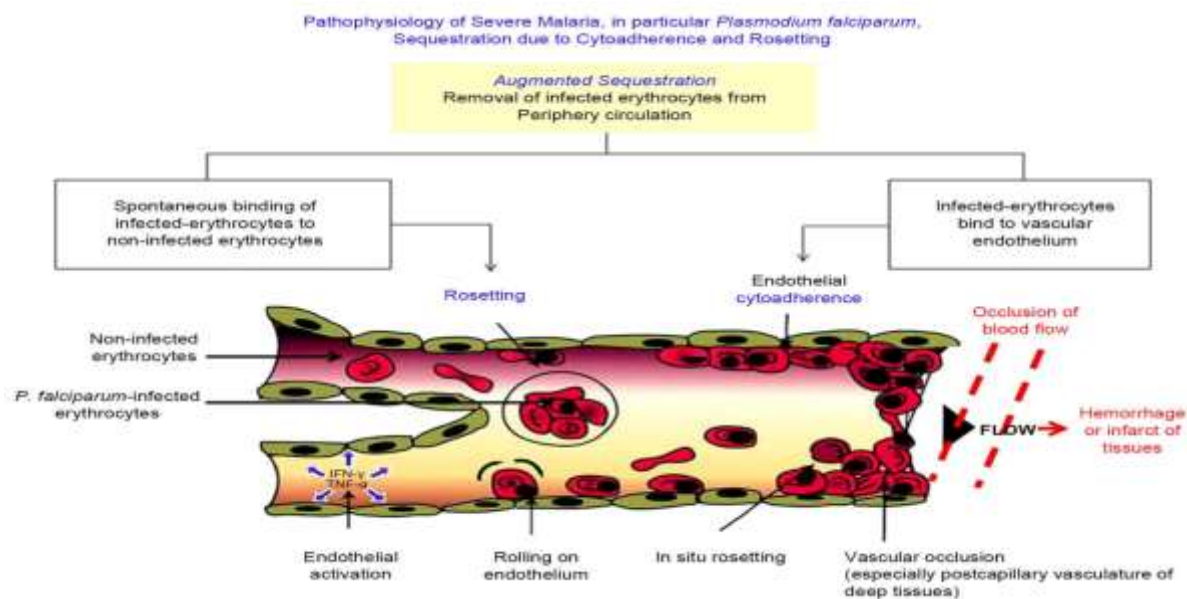 Pathophysiology of Severe Malaria, in particular Plasmodium falciparum,
Sequestration due to Cytoadherence and Rosetting
Augmented Sequestration
Removal of infected erythrocytes from
Periphery circulation
Spontaneous binding of
infected-erythrocytes to
non-infected erythrocytes
Infected-erythrocytes
bind to vascular
endothelium
Rosetting
Endothelial
cytoadherence
Occlusion of
blood flow
Non-infected
erythrocytes
P. falciparum-infected
erythrocytes
FLOW
Hemorrhage
or infarct of
tissues
IFN-γ
TNF-α
Endothelial
activation
Rolling on
endothelium
In situ rosetting
Vascular occlusion
(especially postcapillary vasculature of
deep tissues)